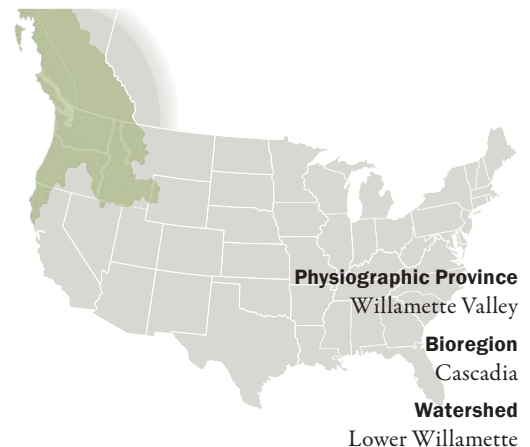 Physiographic Province
Willamette Valley
Bioregion
Cascadia
Watershed
Lower Willamette